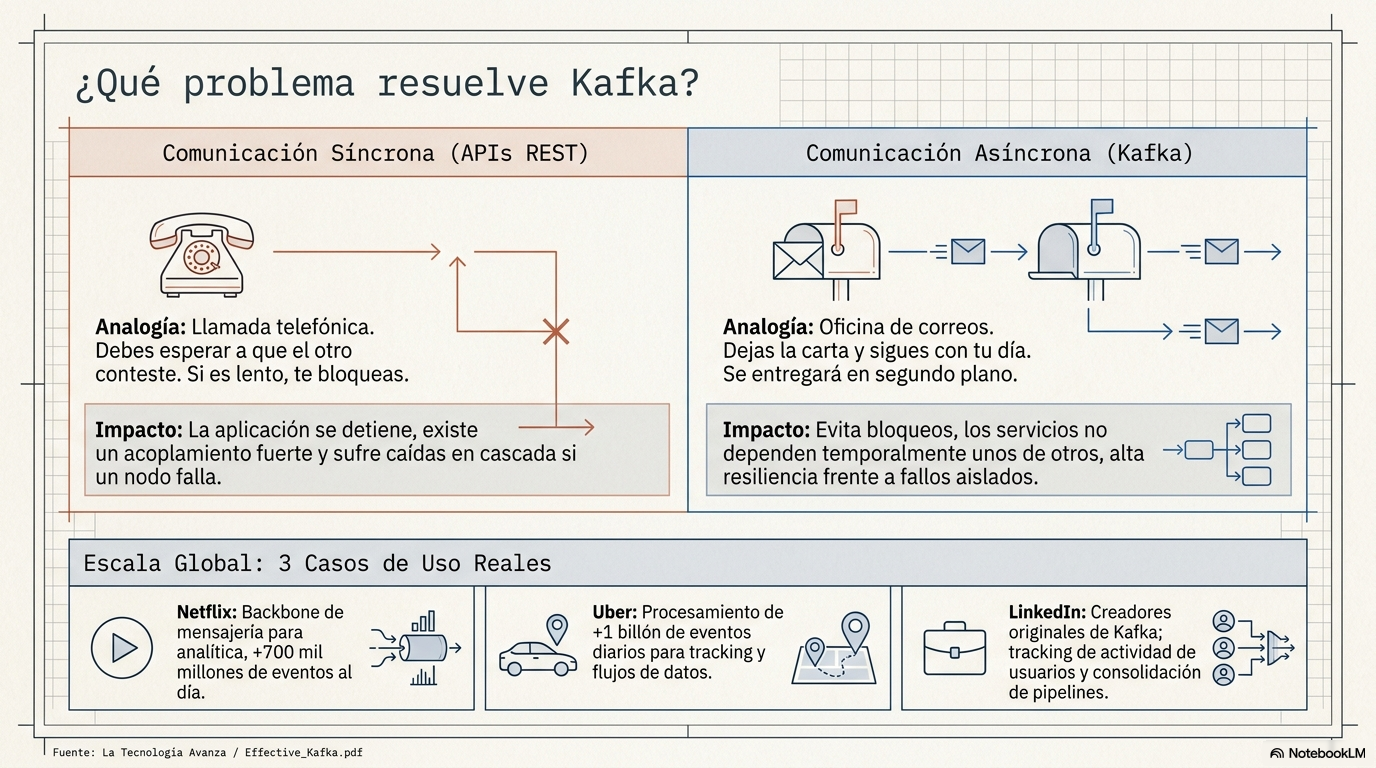 ¿Qué problema resuelve Kafka?
Comunicación Síncrona (APIs REST)
Analogía: Llamada telefónica.
Debes esperar a que el otro
conteste. Si es lento, te bloqueas.
Impacto: La aplicación se detiene, existe
un acoplamiento fuerte y sufre caídas en cascada si
un nodo falla.
Comunicación Asíncrona (Kafka)
Analogía: Oficina de correos.
Dejas la carta y sigues con tu día.
Se entregará en segundo plano.
Impacto: Evita bloqueos, los servicios no
dependen temporalmente unos de otros, alta
resiliencia frente a fallos aislados.
Escala Global: 3 Casos de Uso Reales
Netflix: Backbone de
mensajería para
analítica, +700 mil
millones de eventos al
día.
Uber: Procesamiento de
+1 billón de eventos
diarios para tracking y
flujos de datos.
LinkedIn: Creadores
originales de Kafka;
tracking de actividad de
usuarios y consolidación
de pipelines.
Fuente: La Tecnología Avanza / Effective_Kafka.pdf
NotebookLM